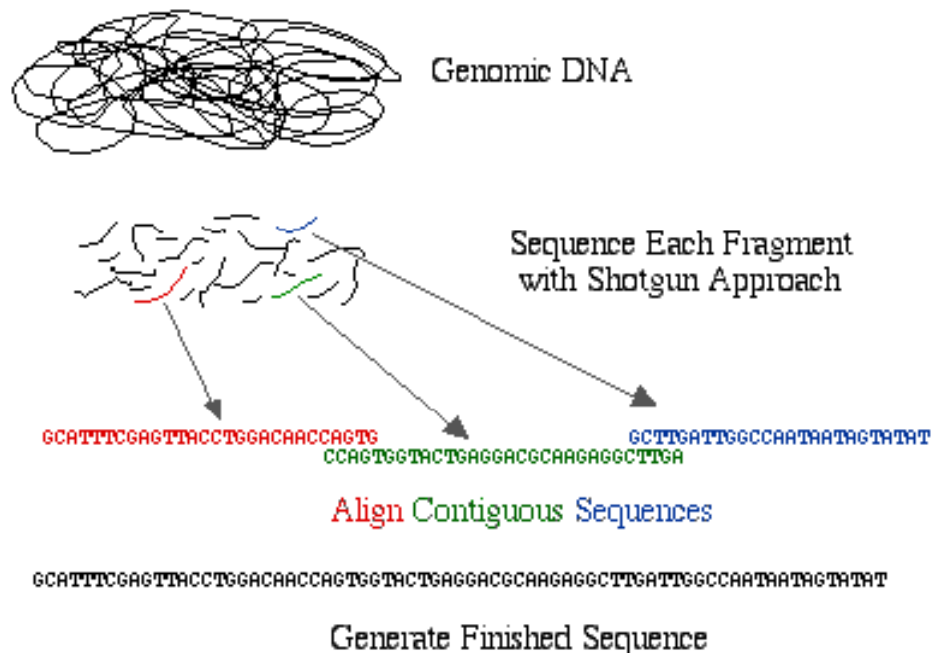 Genomic DNA
Sequence Each Fragment
with Shotgun Approach
GCATTTCGAGTTACCTGGACAACCAGTG GCTTGATTGGCCAATAATAGTATAT
CCAGTGGTACTGAGGACGCAAGAGGCTTGA
Align Contiguous Sequences
GCATTTCGAGTTACCTGGACAACCAGTGGTACTGAGGACGCAAGAGGCTTGATTGGCCAATAATAGTATAT
Generate Finished Sequence